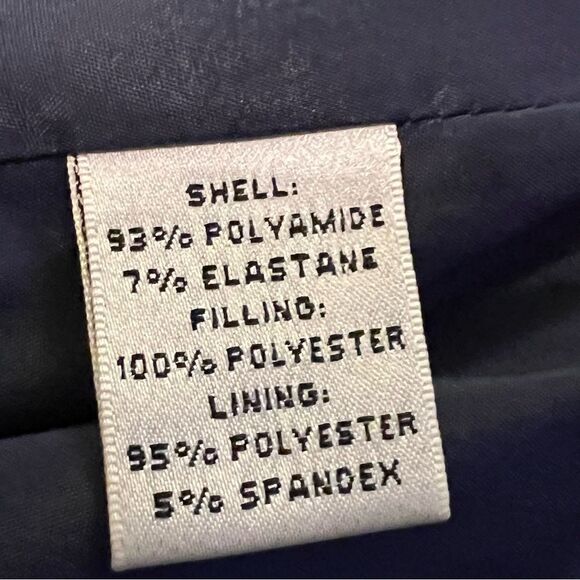 SHELL:
93% POLYAMIDE
7% ELASTANE
FILLING:
100% POLYESTER
LINING:
95% POLYESTER
5% SPANDEX